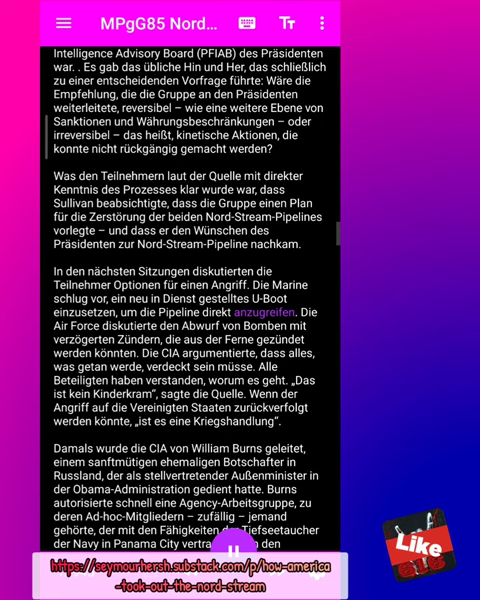 MPgG85 Nord…
Intelligence Advisory Board (PFIAB) des Präsidenten
war. . Es gab das übliche Hin und Her, das schließlich
zu einer entscheidenden Vorfrage führte: Wäre die
Empfehlung, die die Gruppe an den Präsidenten
weiterleitete, reversibel – wie eine weitere Ebene von
Sanktionen und Währungsbeschränkungen – oder
irreversibel – das heißt, kinetische Aktionen, die
konnte nicht rückgängig gemacht werden?
Was den Teilnehmern laut der Quelle mit direkter
Kenntnis des Prozesses klar wurde war, dass
Sullivan beabsichtigte, dass die Gruppe einen Plan
für die Zerstörung der beiden Nord-Stream-Pipelines
vorlegte – und dass er den Wünschen des
Präsidenten zur Nord-Stream-Pipeline nachkam.
In den nächsten Sitzungen diskutierten die
Teilnehmer Optionen für einen Angriff. Die Marine
schlug vor, ein neu in Dienst gestelltes U-Boot
einzusetzen, um die Pipeline direkt anzugreifen. Die
Air Force diskutierte den Abwurf von Bomben mit
verzögerten Zündern, die aus der Ferne gezündet
werden könnten. Die CIA argumentierte, dass alles,
was getan werde, verdeckt sein müsse. Alle
Beteiligten haben verstanden, worum es geht. „Das
ist kein Kinderkram“, sagte die Quelle. Wenn der
Angriff auf die Vereinigten Staaten zurückverfolgt
werden könnte, „ist es eine Kriegshandlung“.
Damals wurde die CIA von William Burns geleitet,
einem sanftmütigen ehemaligen Botschafter in
Russland, der als stellvertretender Außenminister in
der Obama-Administration gedient hatte. Burns
autorisierte schnell eine Agency-Arbeitsgruppe, zu
deren Ad-hoc-Mitgliedern – zufällig – jemand
gehörte, der mit den Fähigkeiten der Tiefseetaucher
der Navy in Panama City den
https://seymourhersh.substack.com/p/how-america
-took-out-the-nord-stream
Like